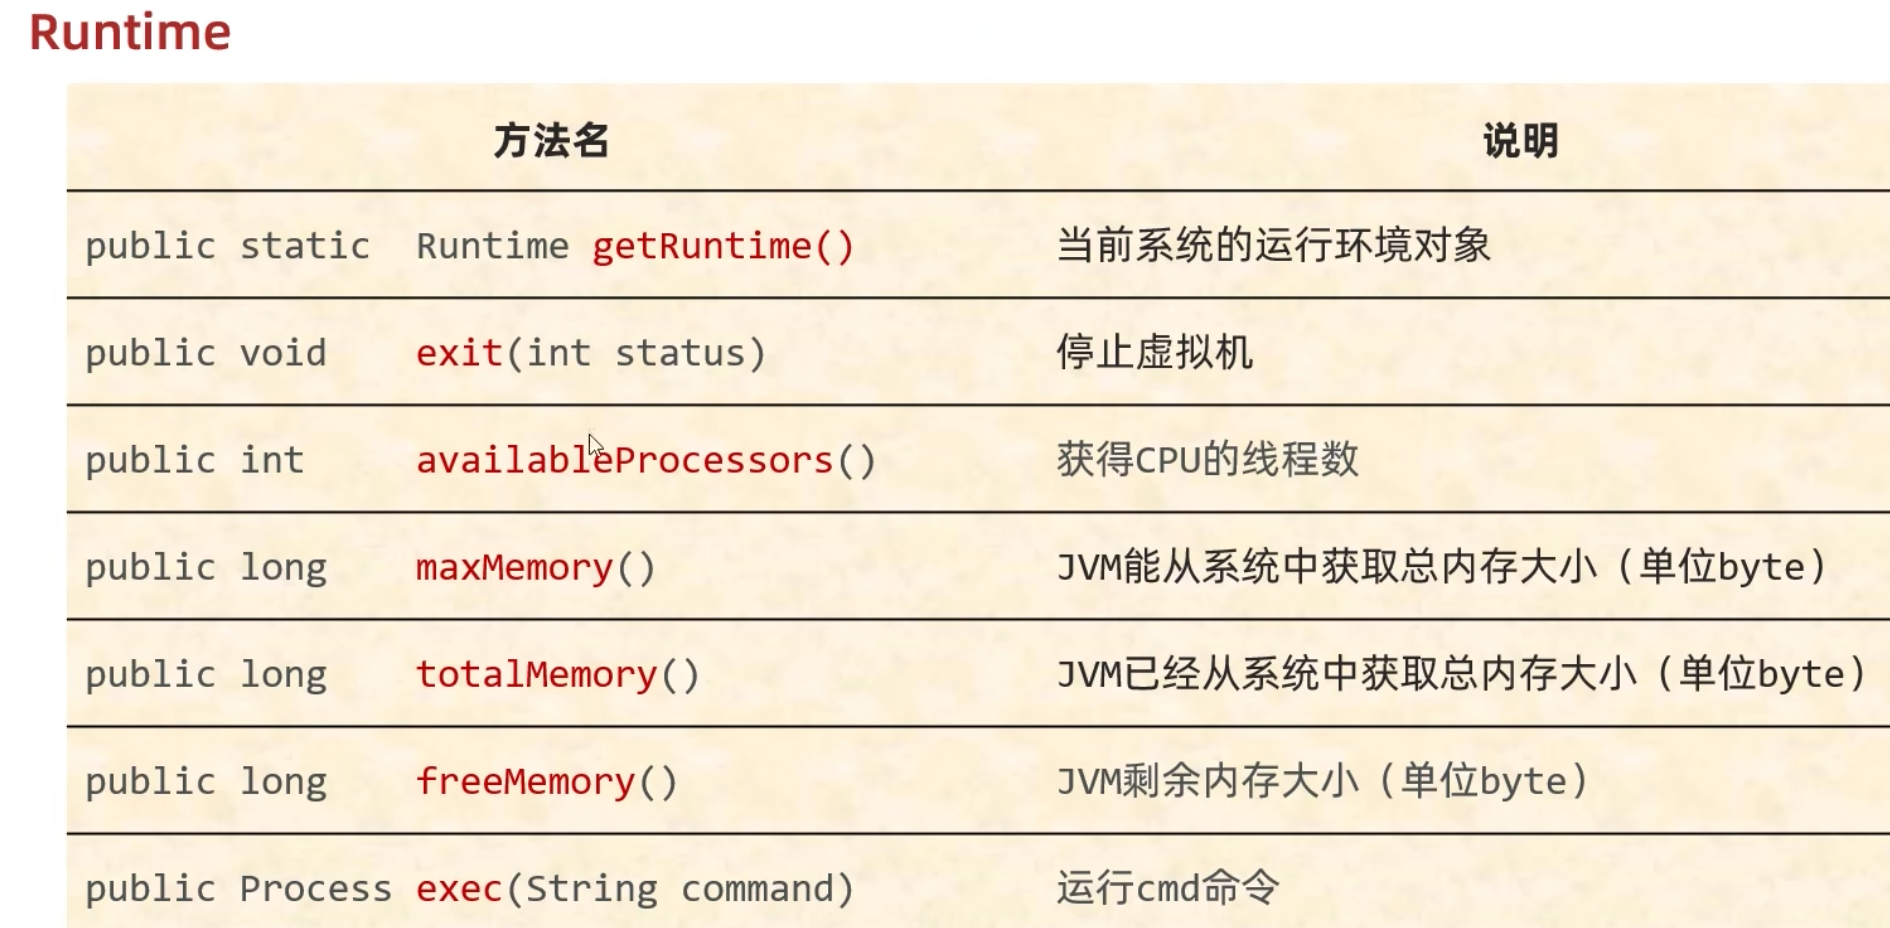 Runtime
方法名 说明
public static Runtime getRuntime() 当前系统的运行环境对象
public void exit(int status) 停止虚拟机
public int availableProcessors() 获得CPU的线程数
public long maxMemory() JVM能从系统中获取总内存大小（单位byte）
public long totalMemory() JVM已经从系统中获取总内存大小（单位byte）
public long freeMemory() JVM剩余内存大小（单位byte）
public Process exec(String command) 运行cmd命令